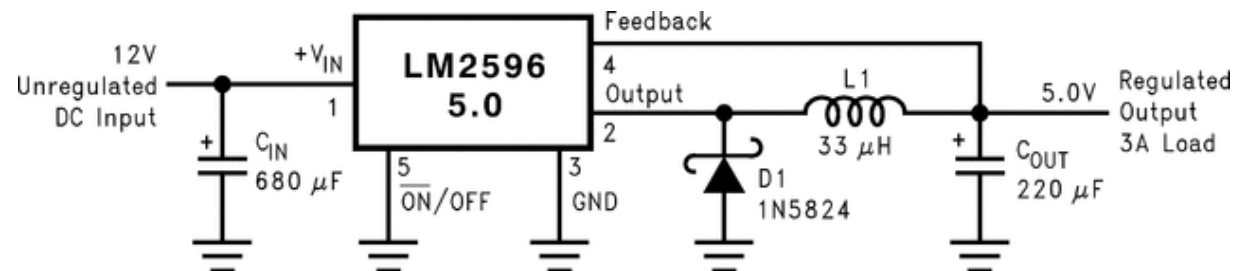 Feedback
12V
Unregulated
DC Input
+VIN
1
LM2596
5.0
4
Output
2
L1
33 μH
5.0V
Regulated
Output
3A Load
+
CIN
680 μF
5
ON/OFF
3
GND
D1
1N5824
+
COUT
220 μF